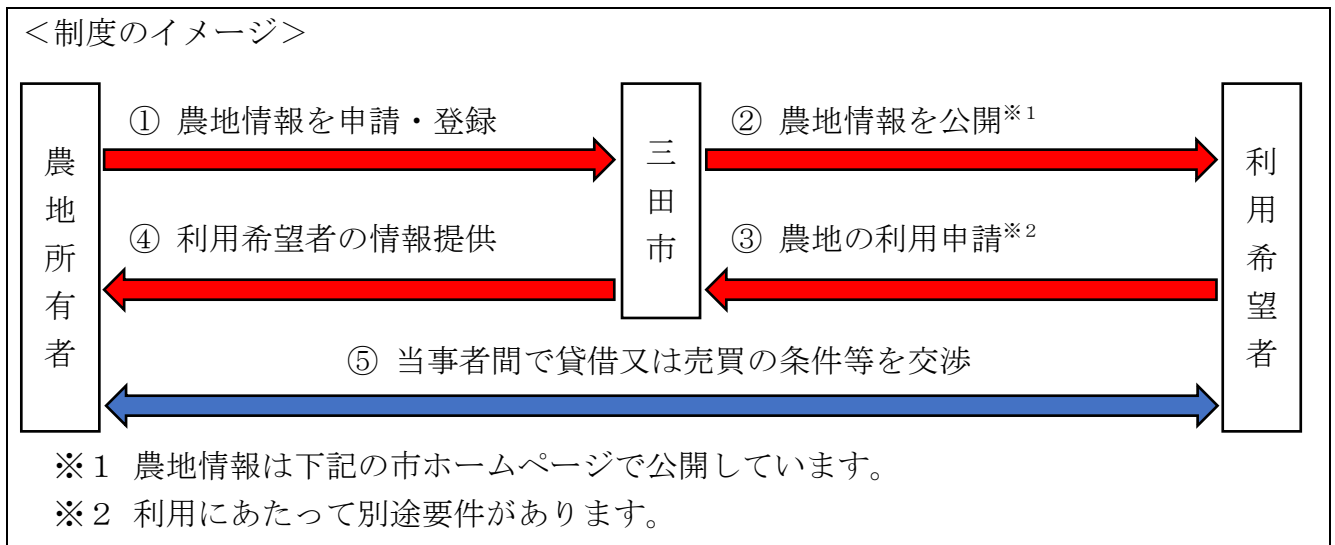 ＜制度のイメージ＞
農地所有者
① 農地情報を申請・登録
三田市
② 農地情報を公開※1
利用希望者
④ 利用希望者の情報提供
③ 農地の利用申請※2
⑤ 当事者間で貸借又は売買の条件等を交渉
※１ 農地情報は下記の市ホームページで公開しています。
※２ 利用にあたって別途要件があります。